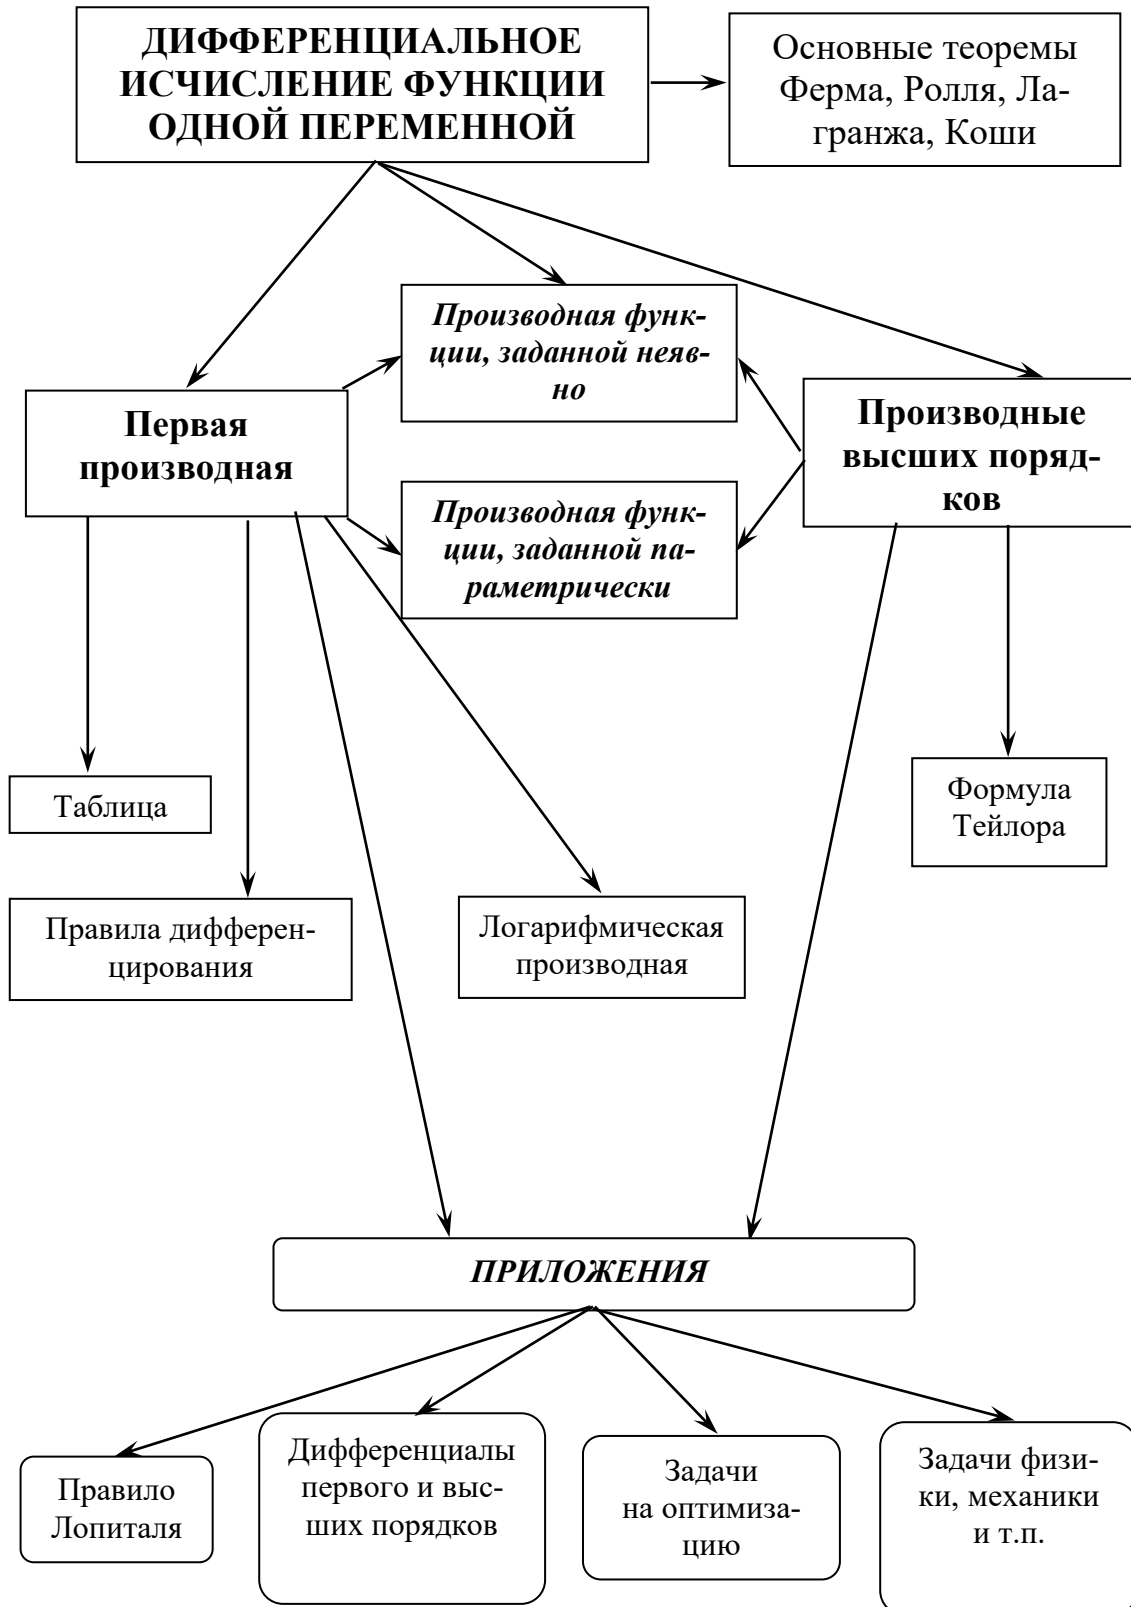 ДИФФЕРЕНЦИАЛЬНОЕ
ИСЧИСЛЕНИЕ ФУНКЦИИ
ОДНОЙ ПЕРЕМЕННОЙ
Основные теоремы
Ферма, Ролля, Ла-
гранжа, Коши
Производная функ-
ции, заданной неяв-
но
Первая
производная
Производные
высших поряд-
ков
Производная функ-
ции, заданной па-
раметрически
Таблица
Формула
Тейлора
Правила дифферен-
цирования
Логарифмическая
производная
ПРИЛОЖЕНИЯ
Правило
Лопиталя
Дифференциалы
первого и выс-
ших порядков
Задачи
на оптимиза-
цию
Задачи физи-
ки, механики
и т.п.